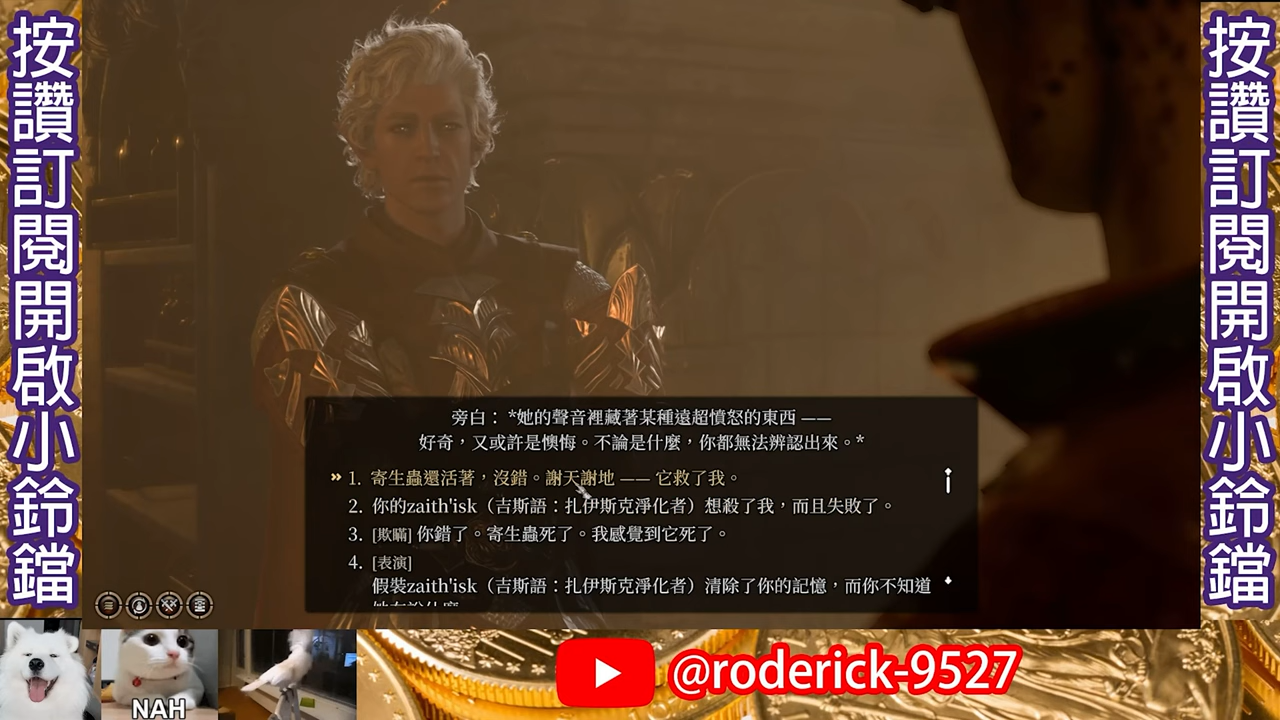 按讚訂閱開啟小鈴鐺
按讚訂閱開啟小鈴鐺
旁白： *她的聲音裡藏著某種遠超憤怒的東西 ——
好奇，又或許是懊悔。不論是什麼，你都無法辨認出來。*
1. 寄生蟲還活著，沒錯。謝天謝地 —— 它救了我。
2. 你的zaith'isk（吉斯語：扎伊斯克淨化者）想殺了我，而且失敗了。
3. [欺瞞] 你錯了。寄生蟲死了。我感覺到它死了。
4. [表演]
假裝zaith'isk（吉斯語：扎伊斯克淨化者）清除了你的記憶，而你不知道
NAH
@roderick-9527